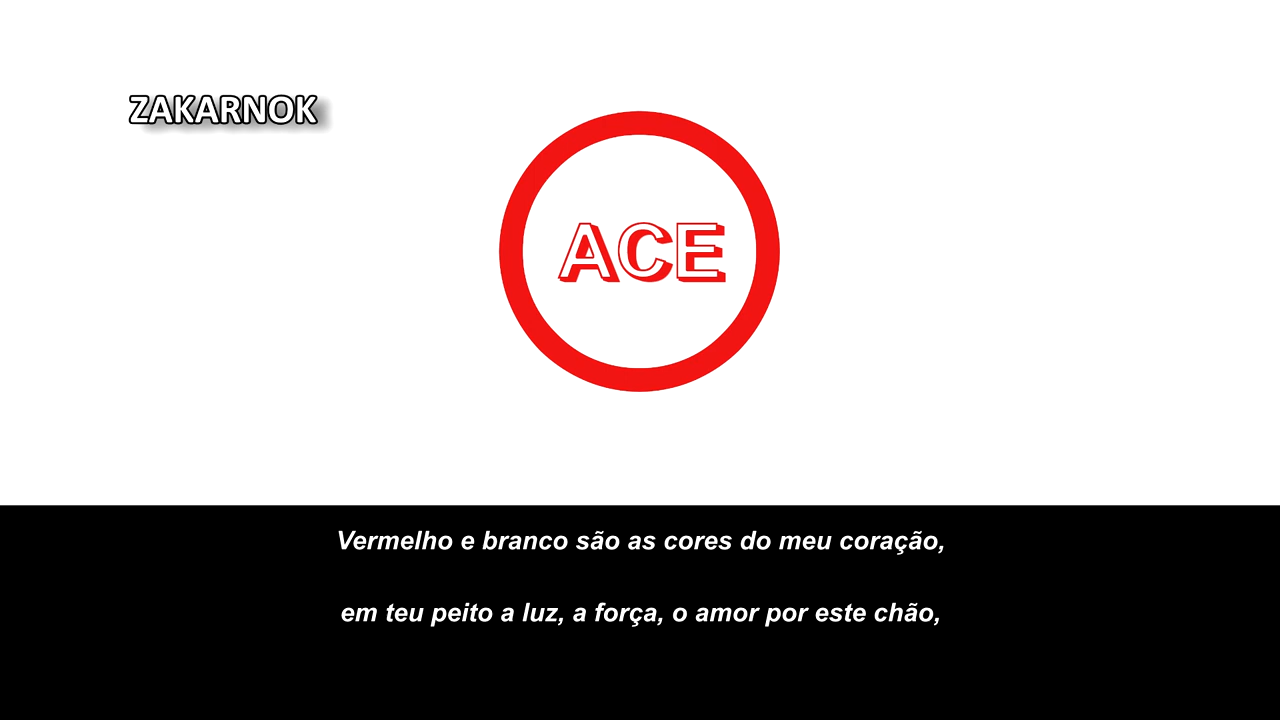 ZAKARNOK
ACE
Vermelho e branco são as cores do meu coração,
em teu peito a luz, a força, o amor por este chão,